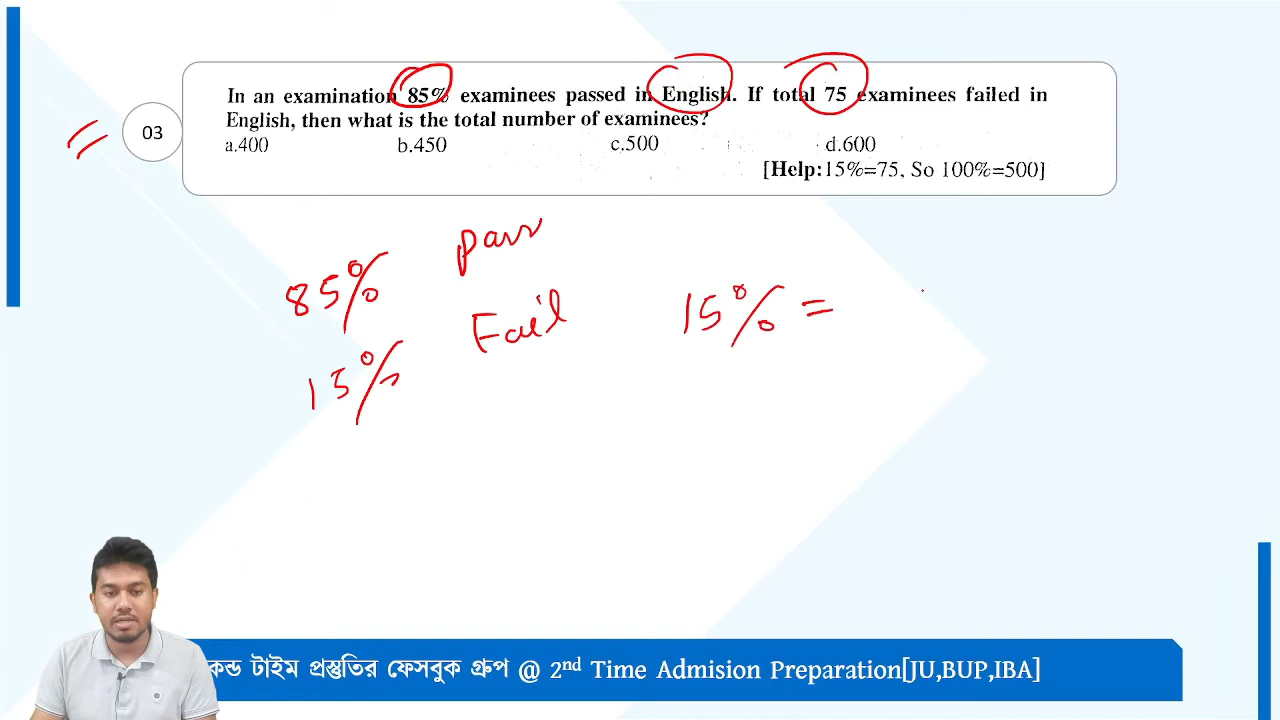 In an examination 85% examinees passed in English. If total 75 examinees failed in
03
English, then what is the total number of examinees?
a.400 b.450 c.500 d.600
[Help:15%=75, So 100%=500]
85% pass
15% Fail 15% =
কন্ড টাইম প্রস্তুতির ফেসবুক গ্রুপ @ 2nd Time Admision Preparation[JU,BUP,IBA]